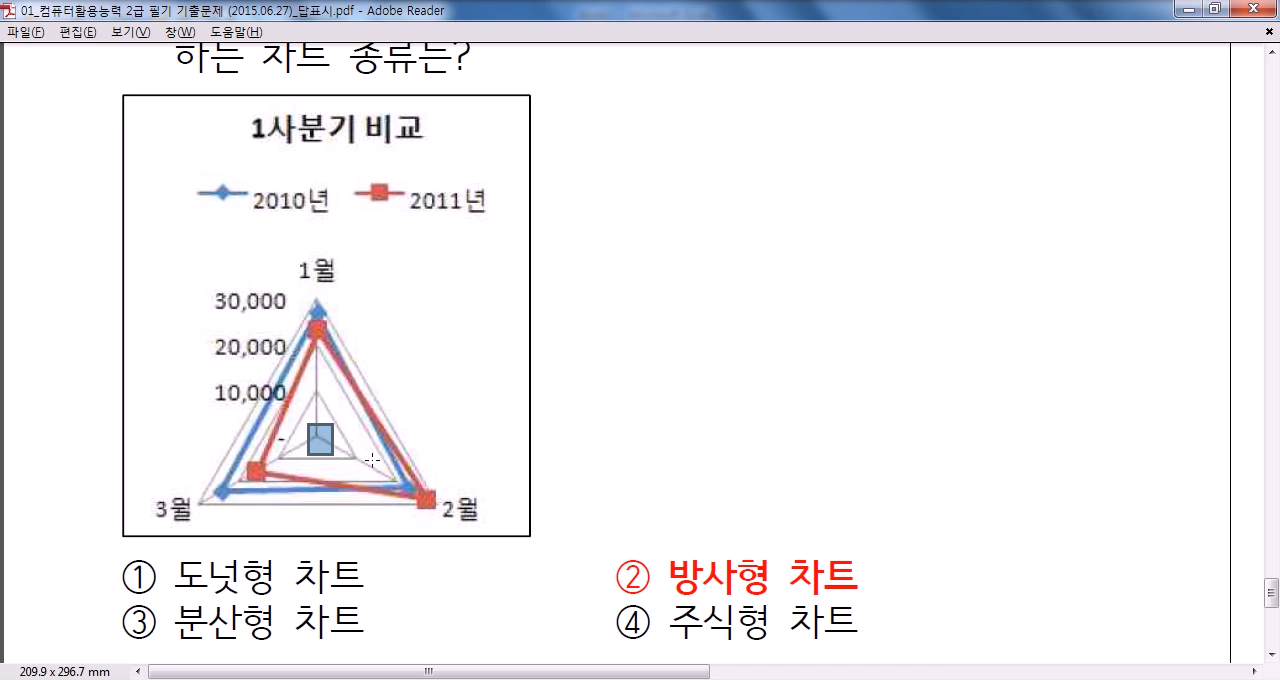 01_컴퓨터활용능력 2급 필기 기출문제 (2015.06.27)_답표시.pdf - Adobe Reader
파일(F) 편집(E) 보기(V) 창(W) 도움말(H)
하는 차트 종류는?
1사분기 비교
2010년 2011년
1월
30,000
20,000
10,000
-
3월 2월
① 도넛형 차트 ② 방사형 차트
③ 분산형 차트 ④ 주식형 차트
209.9 x 296.7 mm